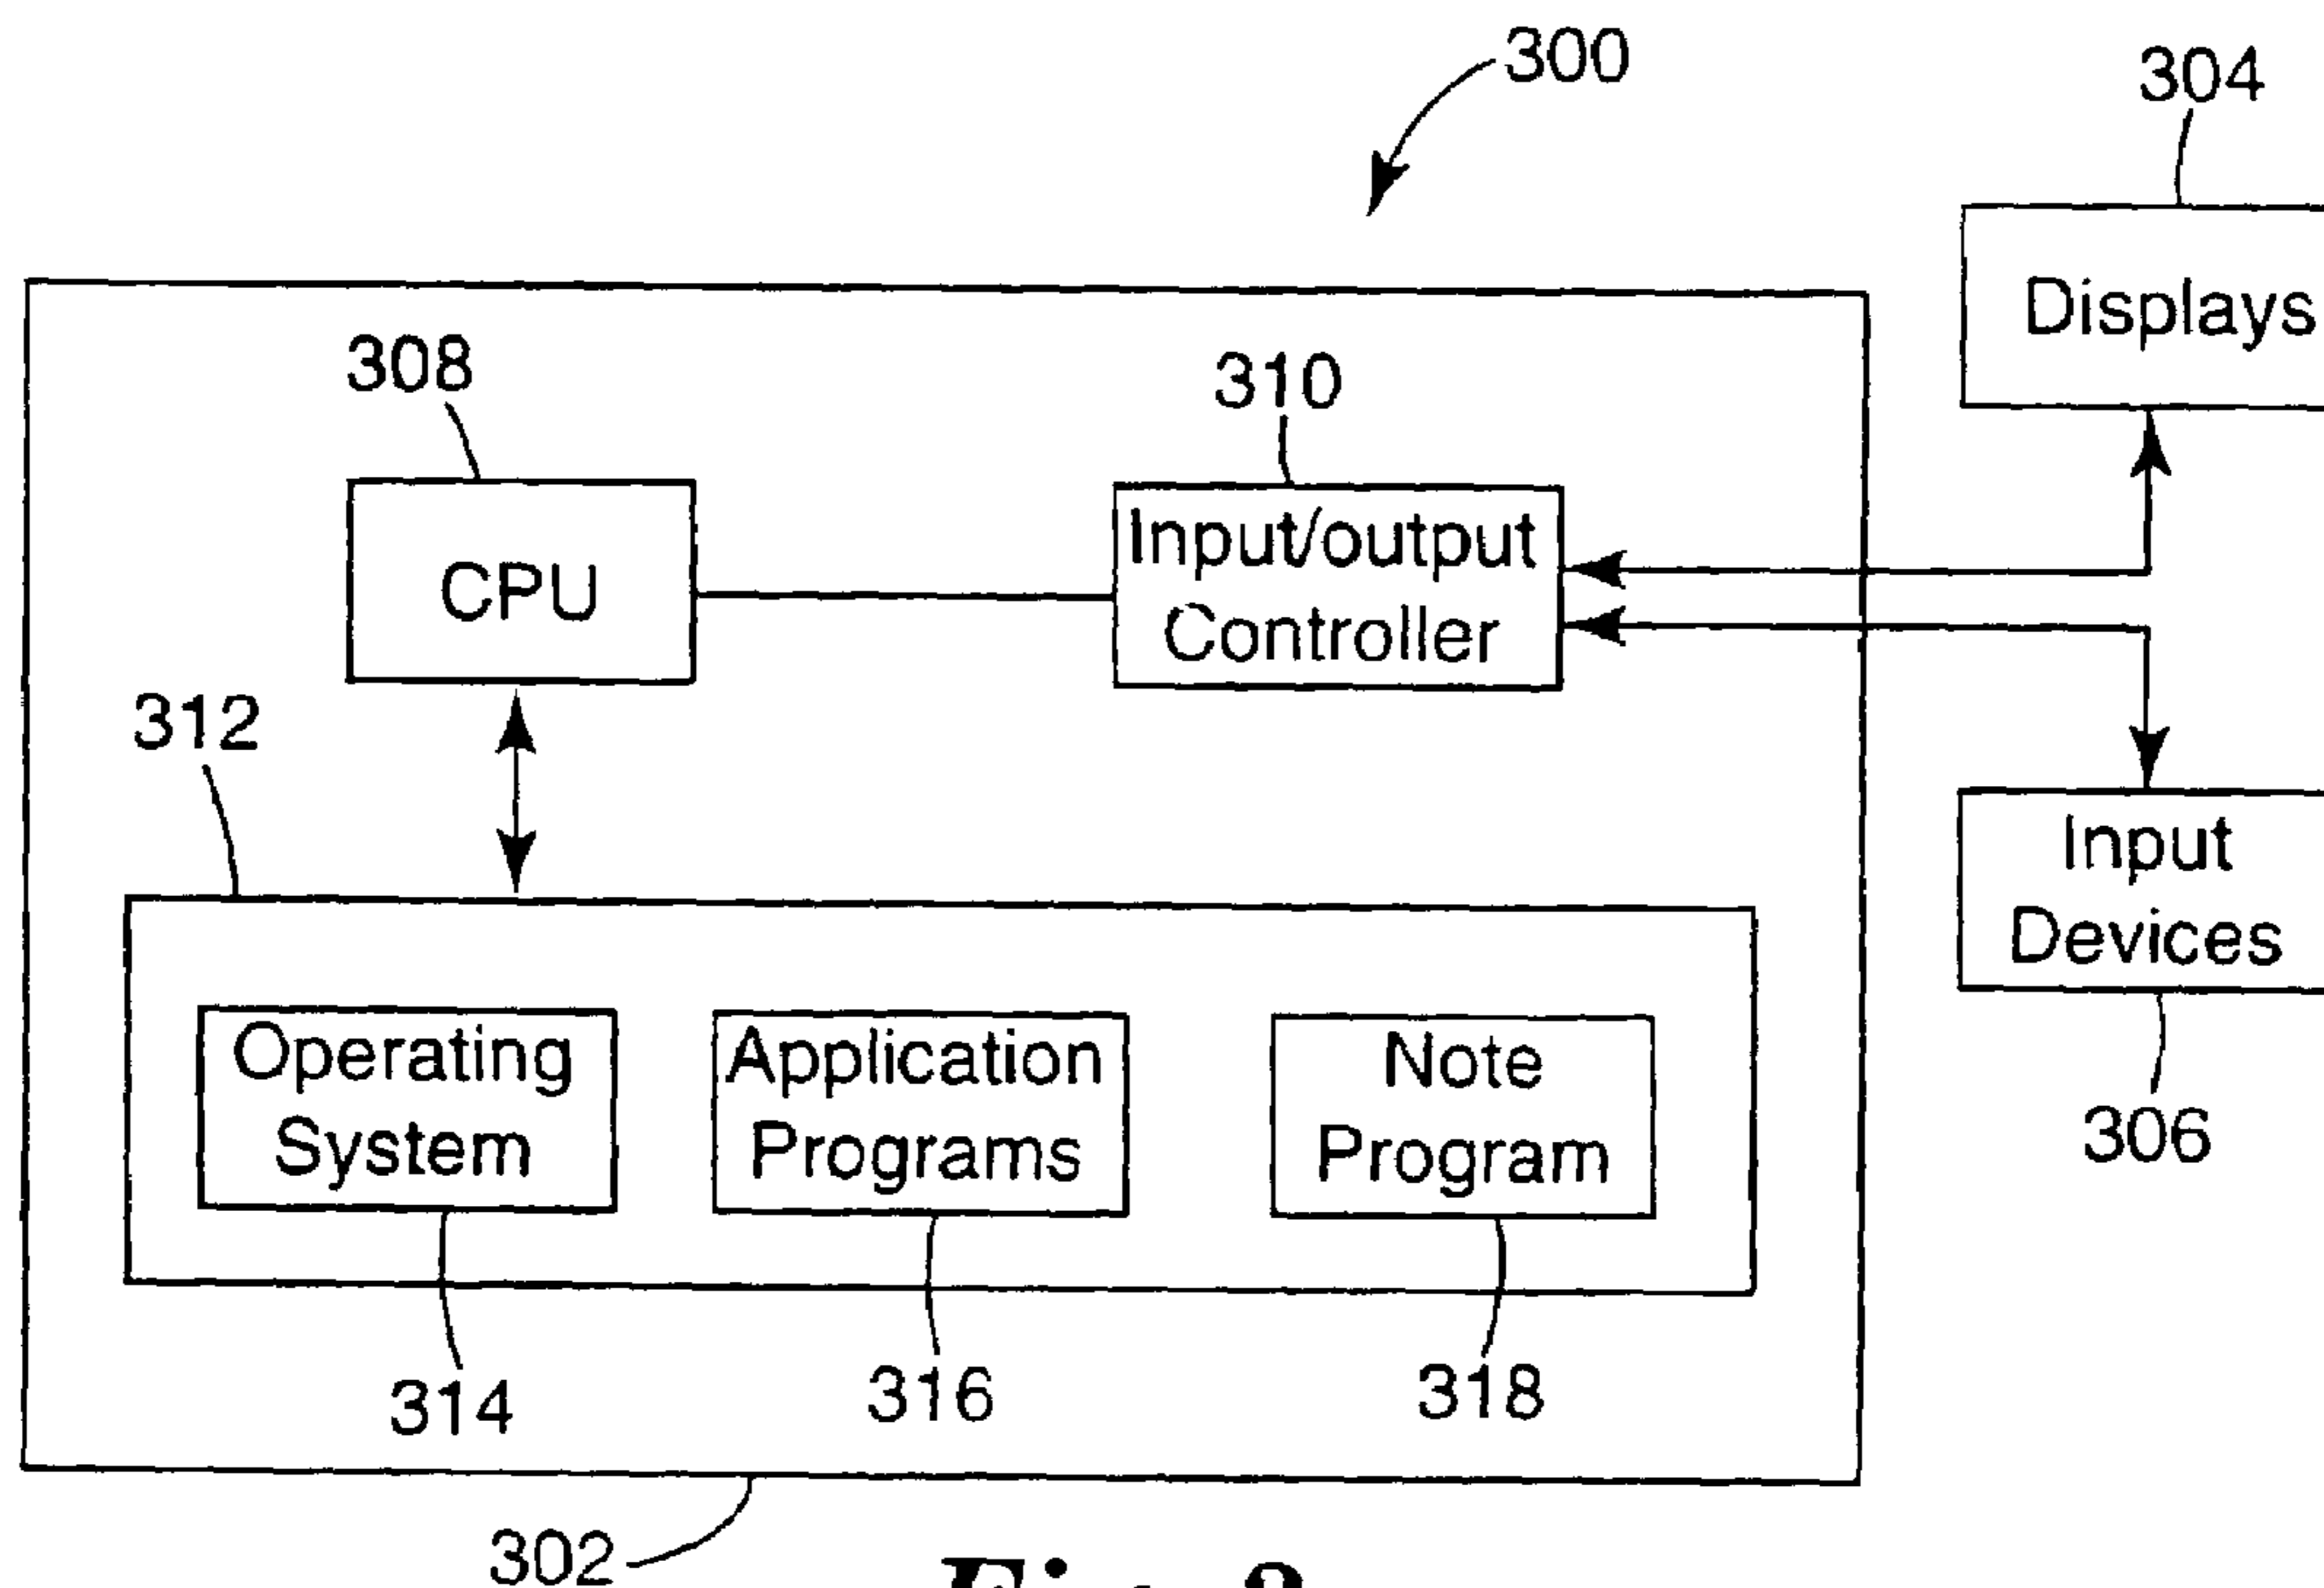 300
304
Displays
308
310
CPU
Input/output
Controller
312
Input
Devices
306
Operating
System
Application
Programs
Note
Program
314
316
318
302